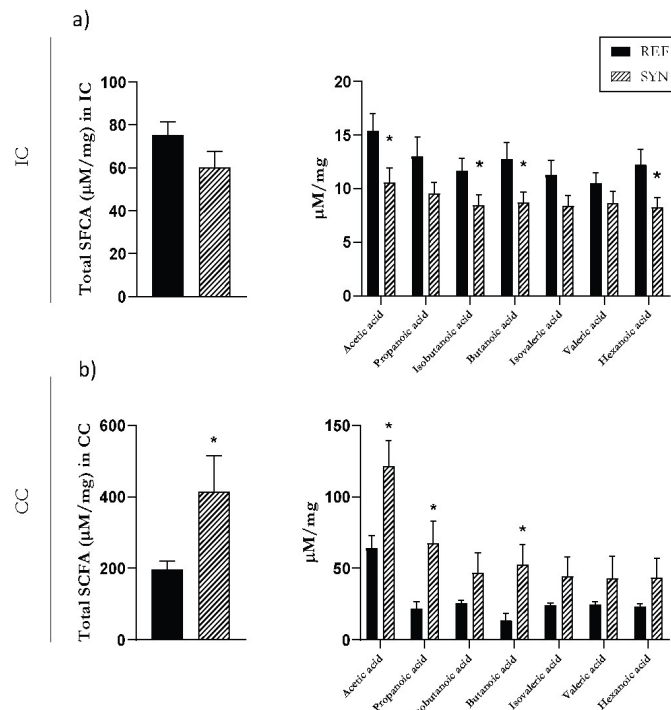 a)
REF
SYN
IC
Total SFCA (μM/mg) in IC
80
60
40
20
0
100
μM/mg
20
15
10
5
0
*
*
*
*
Acetic acid
Propanoic acid
Isobutanoic acid
Butanoic acid
Isovaleric acid
Valeric acid
Hexanoic acid
b)
CC
Total SCFA (μM/mg) in CC
600
400
200
0
*
μM/mg
150
100
50
0
*
*
*
Acetic acid
Propanoic acid
sobutanoic acid
Butanoic acid
Isovaleric acid
Valeric acid
Hexanoic acid